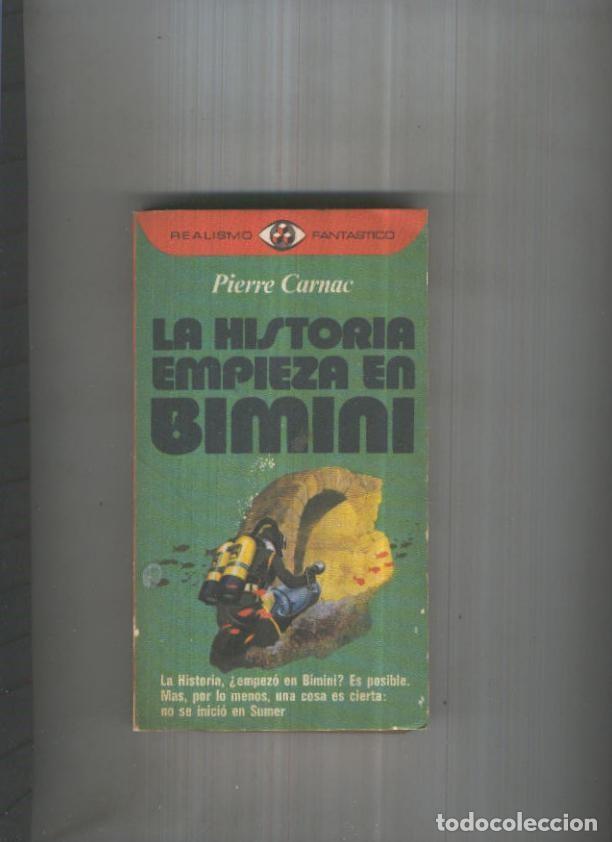 REALISMO FANTASTICO
Pierre Carnac
LA HISTORIA
EMPIEZA EN
BIMINI
La Historia, ¿empezó en Bimini? Es posible.
Mas, por lo menos, una cosa es cierta:
no se inició en Sumer
todocoleccion